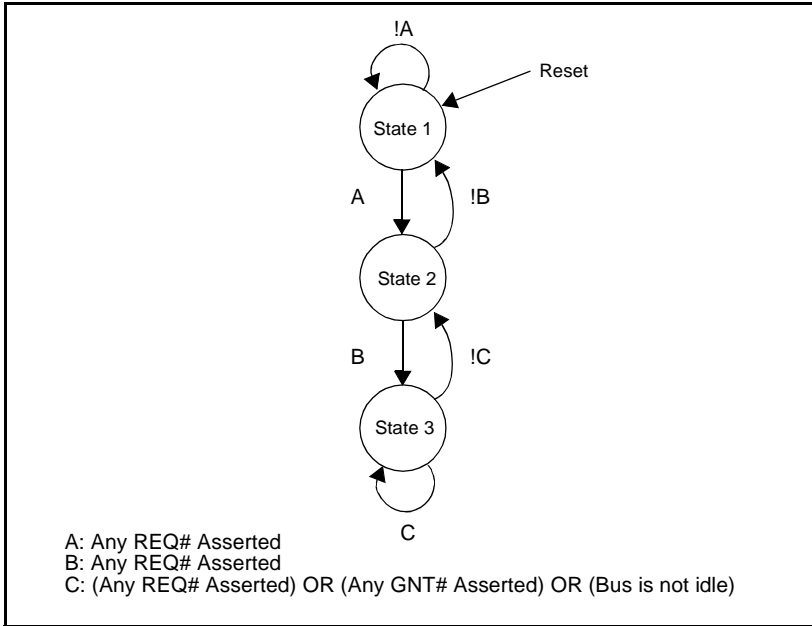 !A
Reset
State 1
A
!B
State 2
B
!C
State 3
C
A: Any REQ# Asserted
B: Any REQ# Asserted
C: (Any REQ# Asserted) OR (Any GNT# Asserted) OR (Bus is not idle)